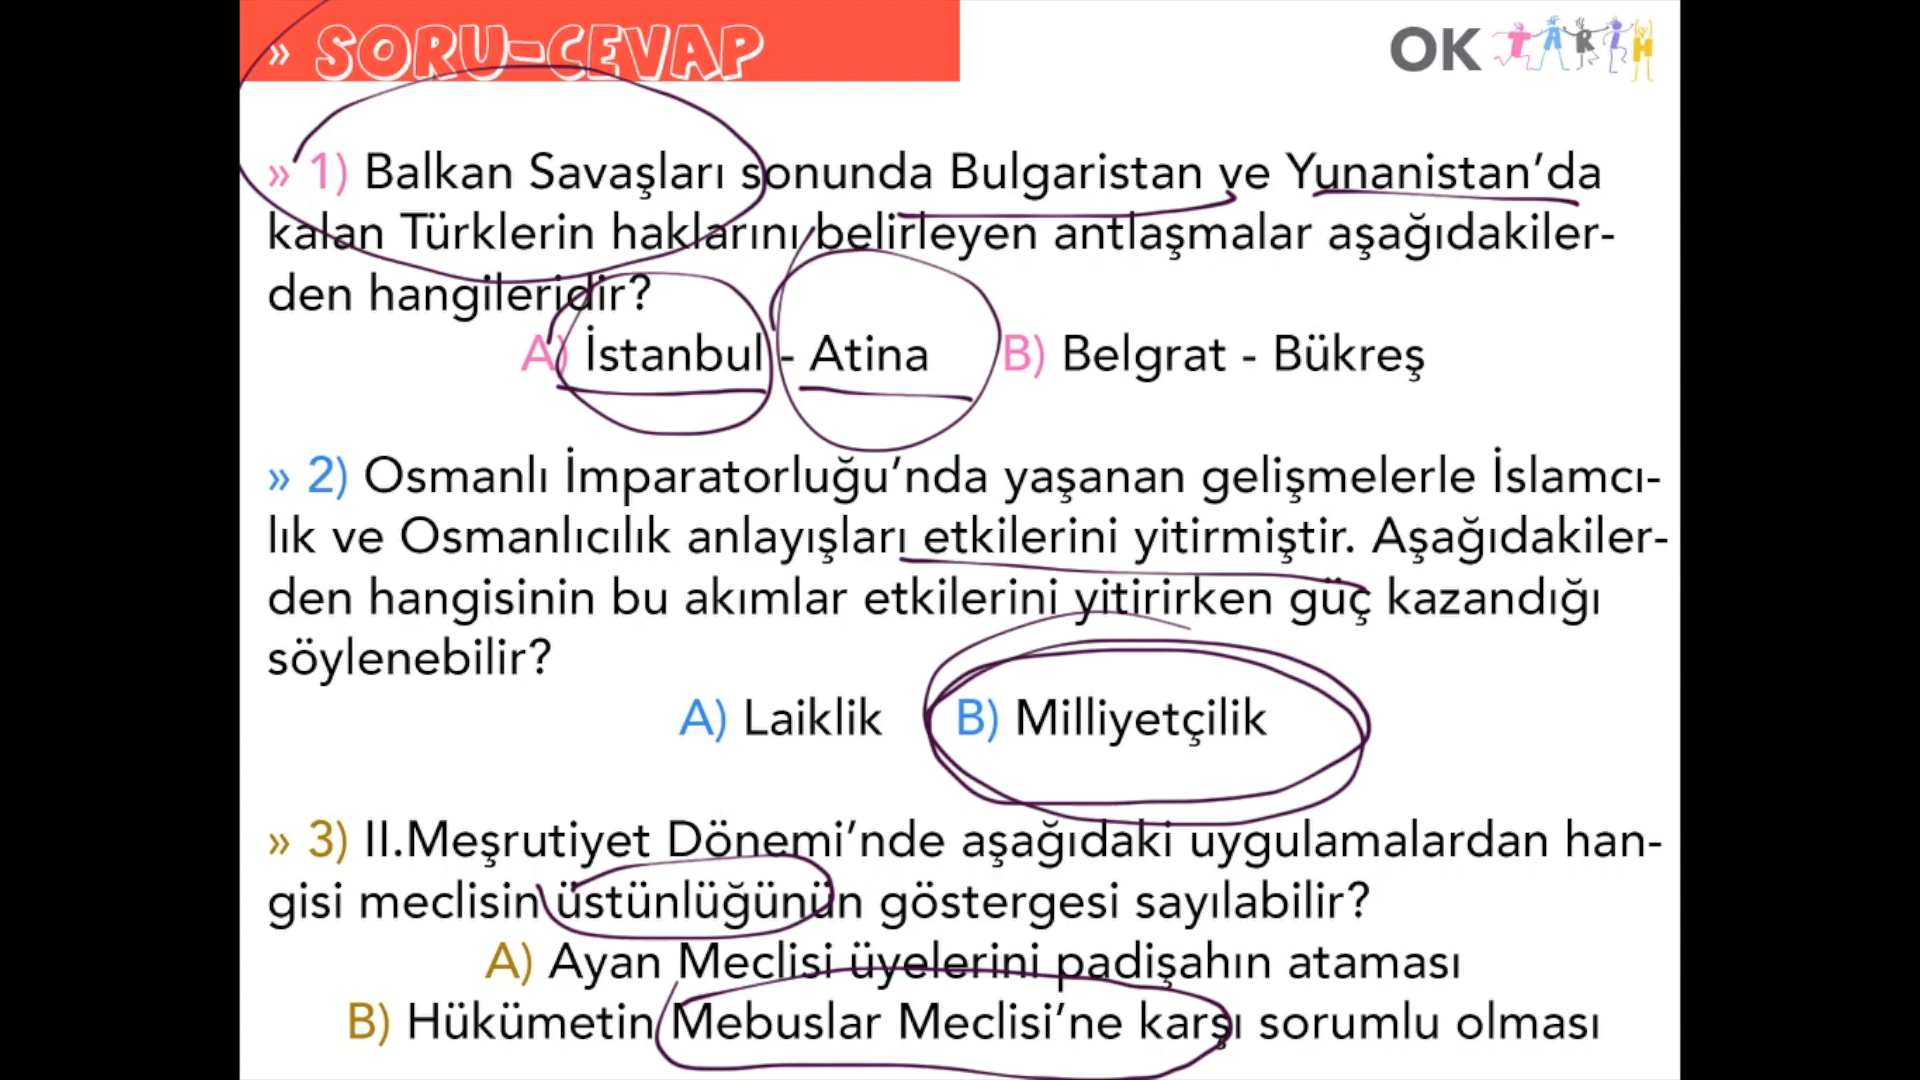 » SORU-CEVAP
OK TARİH
» 1) Balkan Savaşları sonunda Bulgaristan ve Yunanistan’da
kalan Türklerin haklarını belirleyen antlaşmalar aşağıdakiler-
den hangileridir?
A) İstanbul - Atina B) Belgrat - Bükreş
» 2) Osmanlı İmparatorluğu’nda yaşanan gelişmelerle İslamcı-
lık ve Osmanlıcılık anlayışları etkilerini yitirmiştir. Aşağıdakiler-
den hangisinin bu akımlar etkilerini yitirirken güç kazandığı
söylenebilir?
A) Laiklik B) Milliyetçilik
» 3) II.Meşrutiyet Dönemi’nde aşağıdaki uygulamalardan han-
gisi meclisin üstünlüğünün göstergesi sayılabilir?
A) Ayan Meclisi üyelerini padişahın ataması
B) Hükümetin Mebuslar Meclisi’ne karşı sorumlu olması